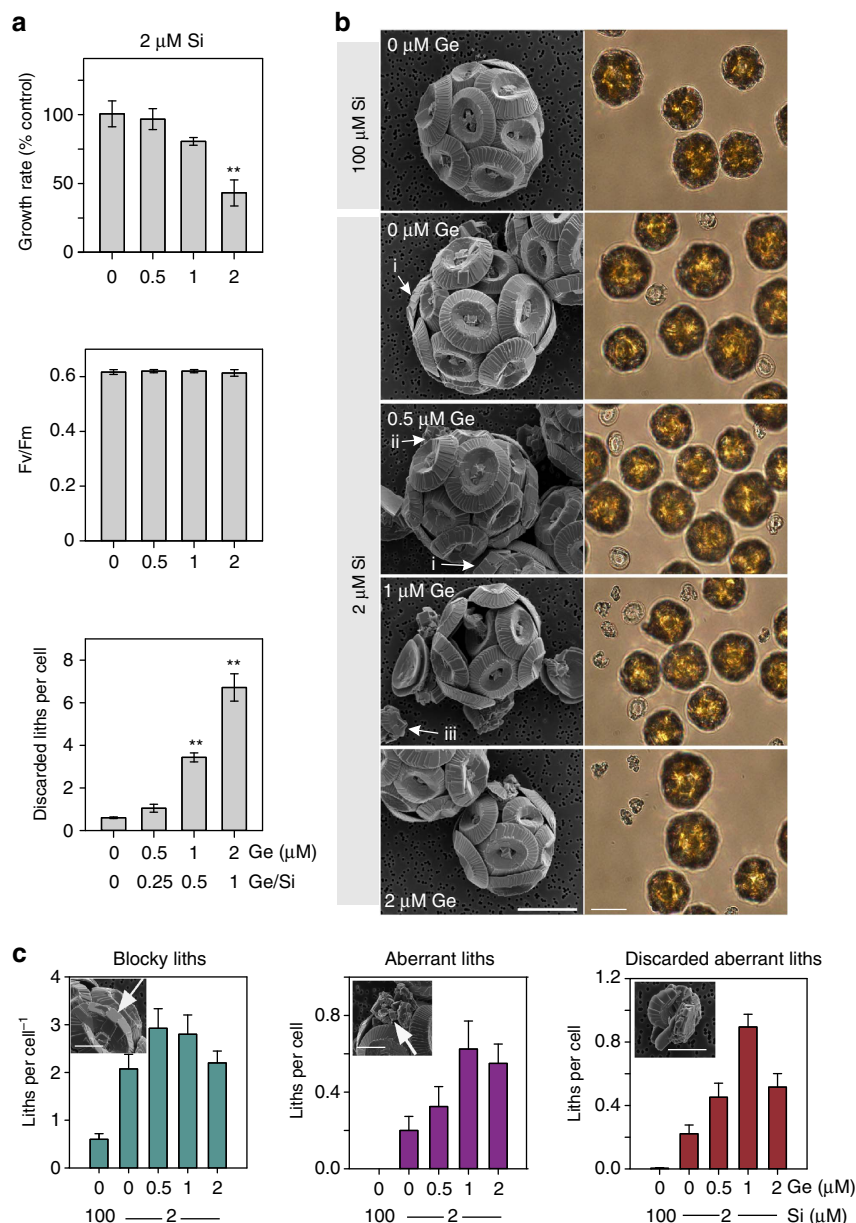 a
2 µM Si
Growth rate (% control)
100
50
0
0 0.5 1 2
**
Fv/Fm
0.6
0.4
0.2
0
0 0.5 1 2
Discarded liths per cell
8
6
4
2
0
**
**
0 0.5 1 2 Ge (µM)
0 0.25 0.5 1 Ge/Si
b
100 µM Si
0 µM Ge
2 µM Si
0 µM Ge
i
0.5 µM Ge
ii
i
1 µM Ge
iii
2 µM Ge
c
Blocky liths
Liths per cell⁻¹
4
3
2
1
0
0 0 0.5 1 2
100 2
Aberrant liths
Liths per cell
0.8
0.4
0.0
0 0 0.5 1 2
100 2
Discarded aberrant liths
Liths per cell
1.2
0.8
0.4
0.0
0 0 0.5 1 2 Ge (µM)
100 2 Si (µM)